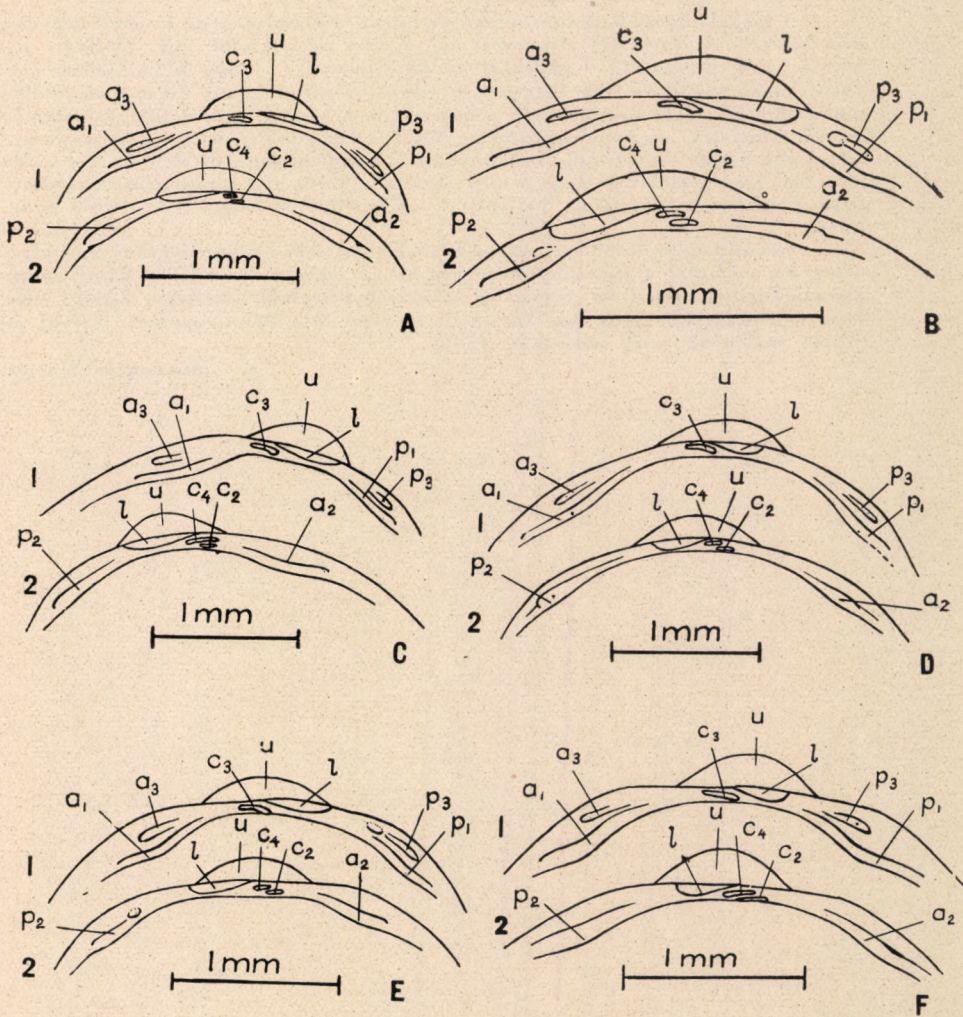 u
c₃ l
a₃
a₁
p₃
p₁
1
u c₄ c₂
p₂ a₂
2
1mm
A
u
c₃ l
a₃
a₁
p₃
p₁
1
c₄ u c₂
l
p₂ a₂
2
1mm
B
u
c₃ l
a₃ a₁
p₁
p₃
1
u c₄ c₂
l a₂
p₂
2
1mm
C
u
c₃ l
a₃
a₁
p₃
p₁
1
c₄ u c₂
l
p₂ a₂
2
1mm
D
u
c₃ l
a₃
a₁
p₃
p₁
1
u c₄ c₂
l a₂
p₂
2
1mm
E
u
c₃ l
a₃
a₁
p₃
p₁
1
u c₄
l c₂
p₂ a₂
2
1mm
F